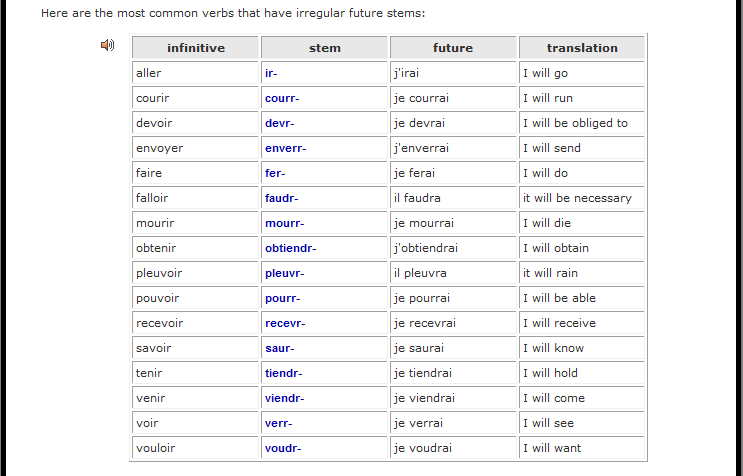 Here are the most common verbs that have irregular future stems:
infinitive stem future translation
aller ir- j'irai I will go
courir courr- je courrai I will run
devoir devr- je devrai I will be obliged to
envoyer enverr- j'enverrai I will send
faire fer- je ferai I will do
falloir faudr- il faudra it will be necessary
mourir mourr- je mourrai I will die
obtenir obtiendr- j'obtiendrai I will obtain
pleuvoir pleuvr- il pleuvra it will rain
pouvoir pourr- je pourrai I will be able
recevoir recevr- je recevrai I will receive
savoir saur- je saurai I will know
tenir tiendr- je tiendrai I will hold
venir viendr- je viendrai I will come
voir verr- je verrai I will see
vouloir voudr- je voudrai I will want